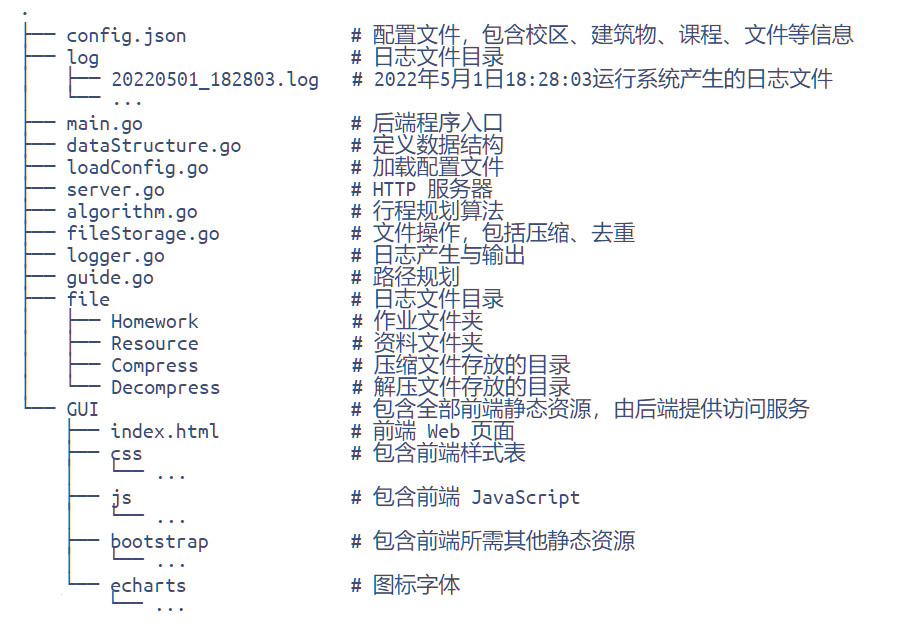 .
├── config.json # 配置文件，包含校区、建筑物、课程、文件等信息
├── log # 日志文件目录
│   ├── 20220501_182803.log # 2022年5月1日18:28:03运行系统产生的日志文件
│   └── ...
├── main.go # 后端程序入口
├── dataStructure.go # 定义数据结构
├── loadConfig.go # 加载配置文件
├── server.go # HTTP 服务器
├── algorithm.go # 行程规划算法
├── fileStorage.go # 文件操作，包括压缩、去重
├── logger.go # 日志产生与输出
├── guide.go # 路径规划
├── file # 日志文件目录
│   ├── Homework # 作业文件夹
│   ├── Resource # 资料文件夹
│   ├── Compress # 压缩文件存放的目录
│   └── Decompress # 解压文件存放的目录
└── GUI # 包含全部前端静态资源，由后端提供访问服务
    ├── index.html # 前端 Web 页面
    ├── css # 包含前端样式表
    │   └── ...
    ├── js # 包含前端 JavaScript
    │   └── ...
    ├── bootstrap # 包含前端所需其他静态资源
    │   └── ...
    └── echarts # 图标字体
        └── ...